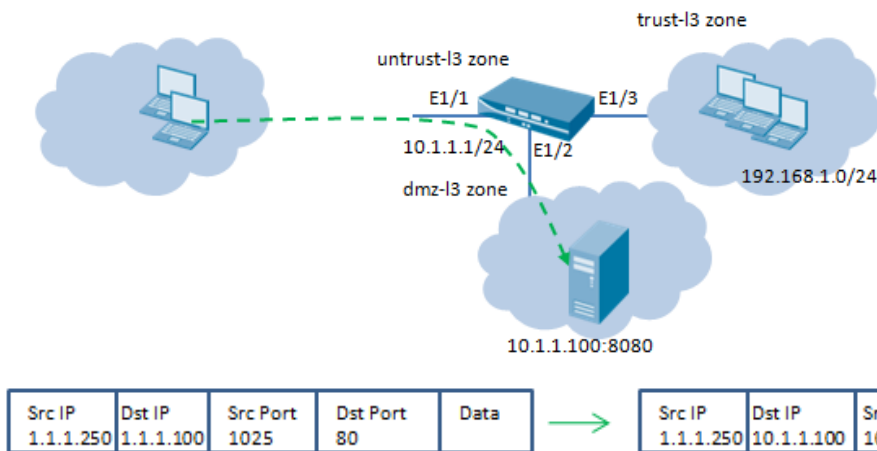 trust-l3 zone
untrust-l3 zone
E1/1
E1/3
10.1.1.1/24
E1/2
192.168.1.0/24
dmz-l3 zone
10.1.1.100:8080
Src IP Dst IP Src Port Dst Port Data
1.1.1.250 1.1.1.100 1025 80
Src IP Dst IP
1.1.1.250 10.1.1.100